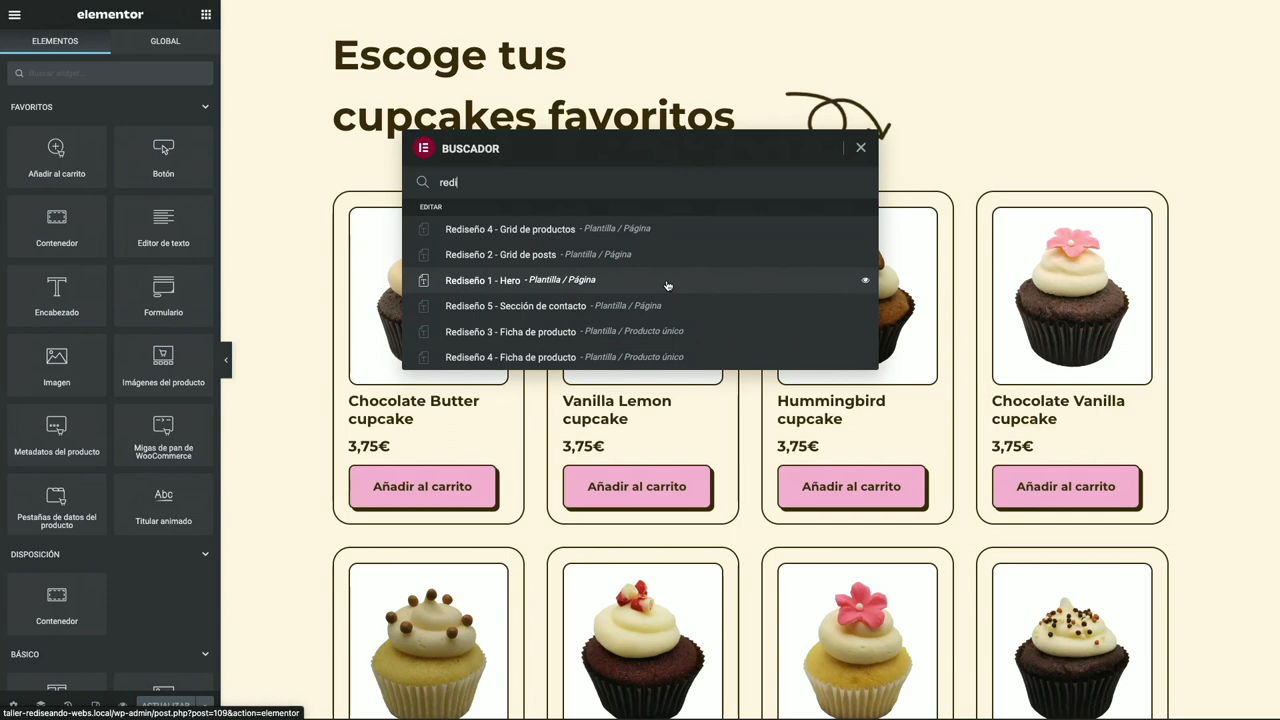 elementor
ELEMENTOS
GLOBAL
Buscar widget...
FAVORITOS
Añadir al carrito
Botón
Contenedor
Editor de texto
Encabezado
Formulario
Imagen
Imágenes del producto
Metadatos del producto
Migas de pan de
WooCommerce
Pestañas de datos del
producto
Abc
Titular animado
DISPOSICIÓN
Contenedor
BÁSICO
ACTUALIZAR
taller-rediseando-webs.local/wp-admin/post.php?post=109&action=elementor
Escoge tus
cupcakes favoritos
BUSCADOR
redi
EDITAR
Rediseño 4 - Grid de productos - Plantilla / Página
Rediseño 2 - Grid de posts - Plantilla / Página
Rediseño 1 - Hero - Plantilla / Página
Rediseño 5 - Sección de contacto - Plantilla / Página
Rediseño 3 - Ficha de producto - Plantilla / Producto único
Rediseño 4 - Ficha de producto - Plantilla / Producto único
Chocolate Butter
cupcake
3,75€
Añadir al carrito
Vanilla Lemon
cupcake
3,75€
Añadir al carrito
Hummingbird
cupcake
3,75€
Añadir al carrito
Chocolate Vanilla
cupcake
3,75€
Añadir al carrito